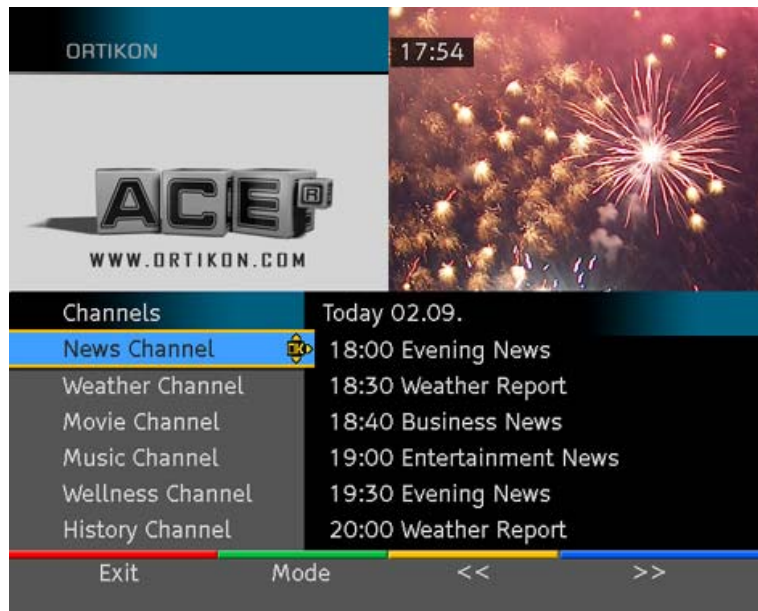 ORTIKON
17:54
ACE®
WWW.ORTIKON.COM
Channels
News Channel OK
Weather Channel
Movie Channel
Music Channel
Wellness Channel
History Channel
Today 02.09.
18:00 Evening News
18:30 Weather Report
18:40 Business News
19:00 Entertainment News
19:30 Evening News
20:00 Weather Report
Exit Mode << >>